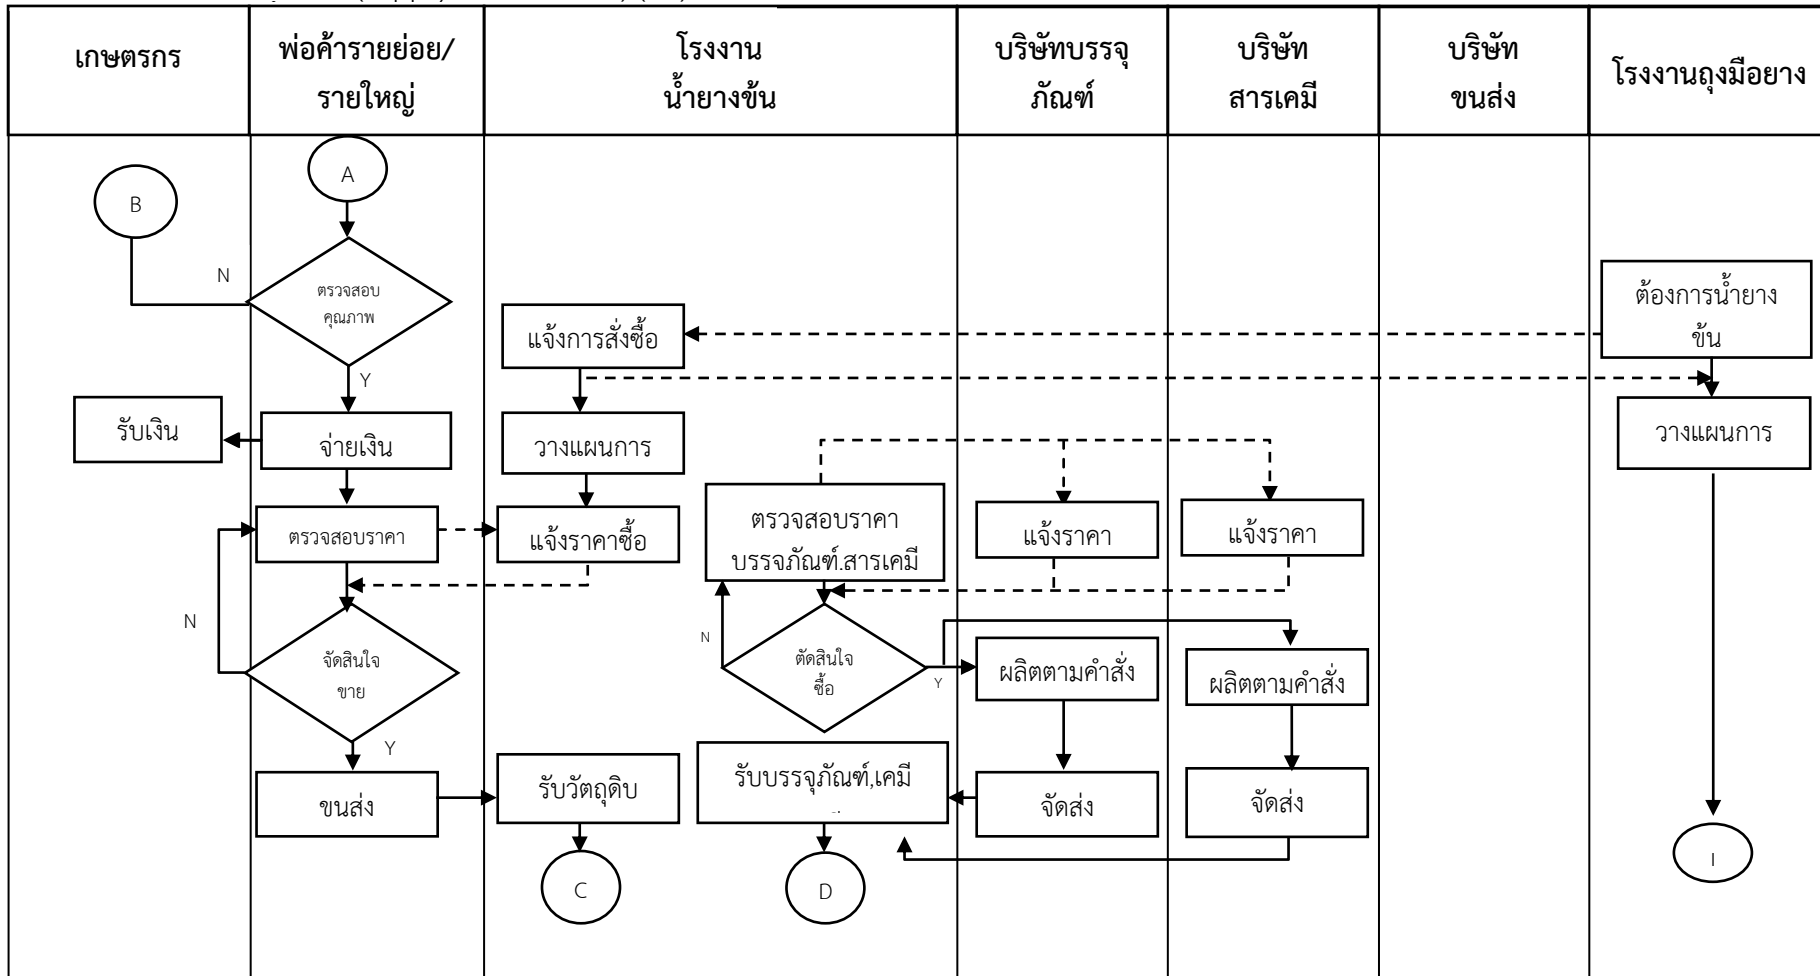 เกษตรกร
พ่อค้ารายย่อย/
รายใหญ่
โรงงาน
น้ำยางข้น
บริษัทบรรจุ
ภัณฑ์
บริษัท
สารเคมี
บริษัท
ขนส่ง
โรงงานถุงมือยาง
A
B
N
ตรวจสอบ
คุณภาพ
Y
ต้องการน้ำยาง
ข้น
แจ้งการสั่งซื้อ
รับเงิน
จ่ายเงิน
วางแผนการ
วางแผนการ
ตรวจสอบราคา
แจ้งราคาซื้อ
ตรวจสอบราคา
บรรจภัณฑ์.สารเคมี
แจ้งราคา
แจ้งราคา
N
จัดสินใจ
ขาย
Y
N
ตัดสินใจ
ซื้อ
Y
ผลิตตามคำสั่ง
ผลิตตามคำสั่ง
ขนส่ง
รับวัตถุดิบ
รับบรรจุภัณฑ์,เคมี
จัดส่ง
จัดส่ง
C
D
I